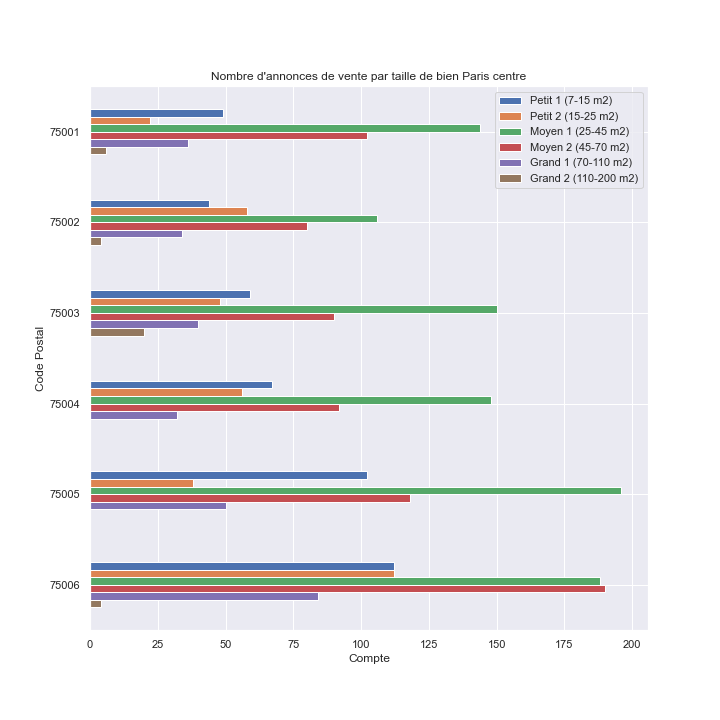 Nombre d'annonces de vente par taille de bien Paris centre
Petit 1 (7-15 m2)
Petit 2 (15-25 m2)
Moyen 1 (25-45 m2)
Moyen 2 (45-70 m2)
Grand 1 (70-110 m2)
Grand 2 (110-200 m2)
Code Postal
75001
75002
75003
75004
75005
75006
0 25 50 75 100 125 150 175 200
Compte